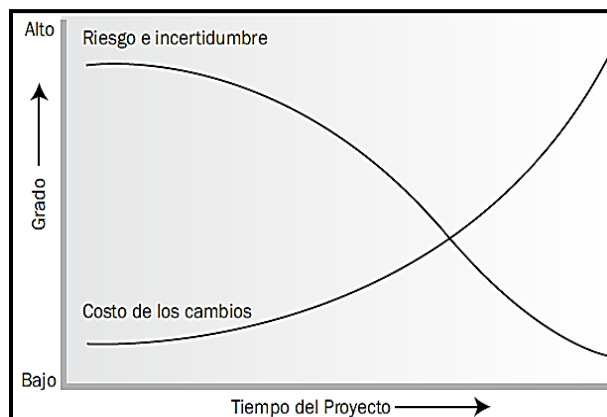 Alto
Riesgo e incertidumbre
Grado
Costo de los cambios
Bajo
Tiempo del Proyecto